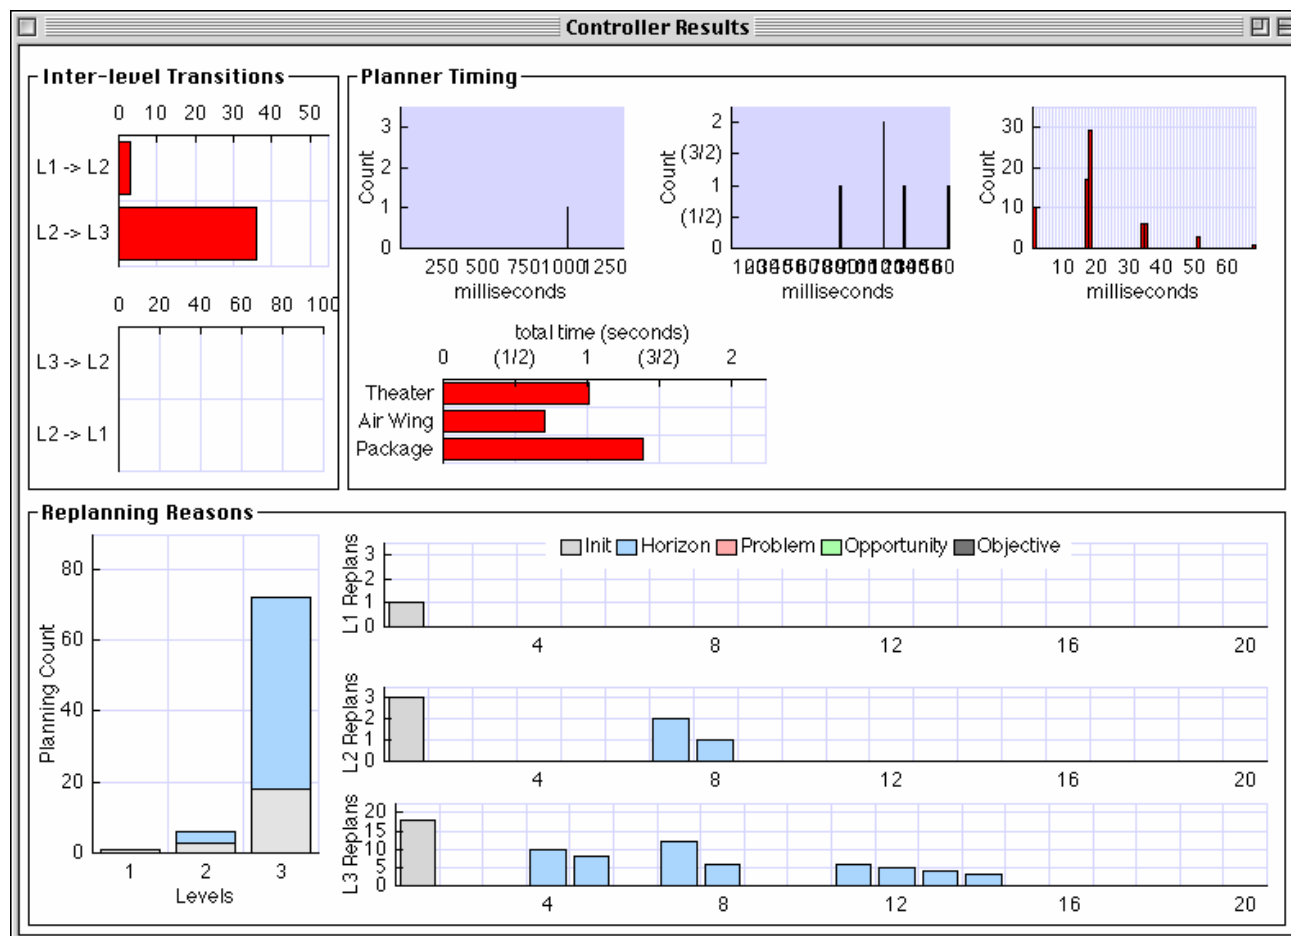 Controller Results
Inter-level Transitions
0 10 20 30 40 50
L1 -> L2
L2 -> L3
0 20 40 60 80 100
L3 -> L2
L2 -> L1
Planner Timing
3
2
1
0
Count
250 500 750 1000 1250
milliseconds
2
(3/2)
1
(1/2)
0
Count
milliseconds
30
20
10
0
Count
10 20 30 40 50 60
milliseconds
total time (seconds)
0 (1/2) 1 (3/2) 2
Theater
Air Wing
Package
Replanning Reasons
80
60
40
20
0
Planning Count
1 2 3
Levels
Init Horizon Problem Opportunity Objective
L1 Replans
3
2
1
0
4 8 12 16 20
L2 Replans
3
2
1
0
4 8 12 16 20
L3 Replans
20
15
10
5
0
4 8 12 16 20